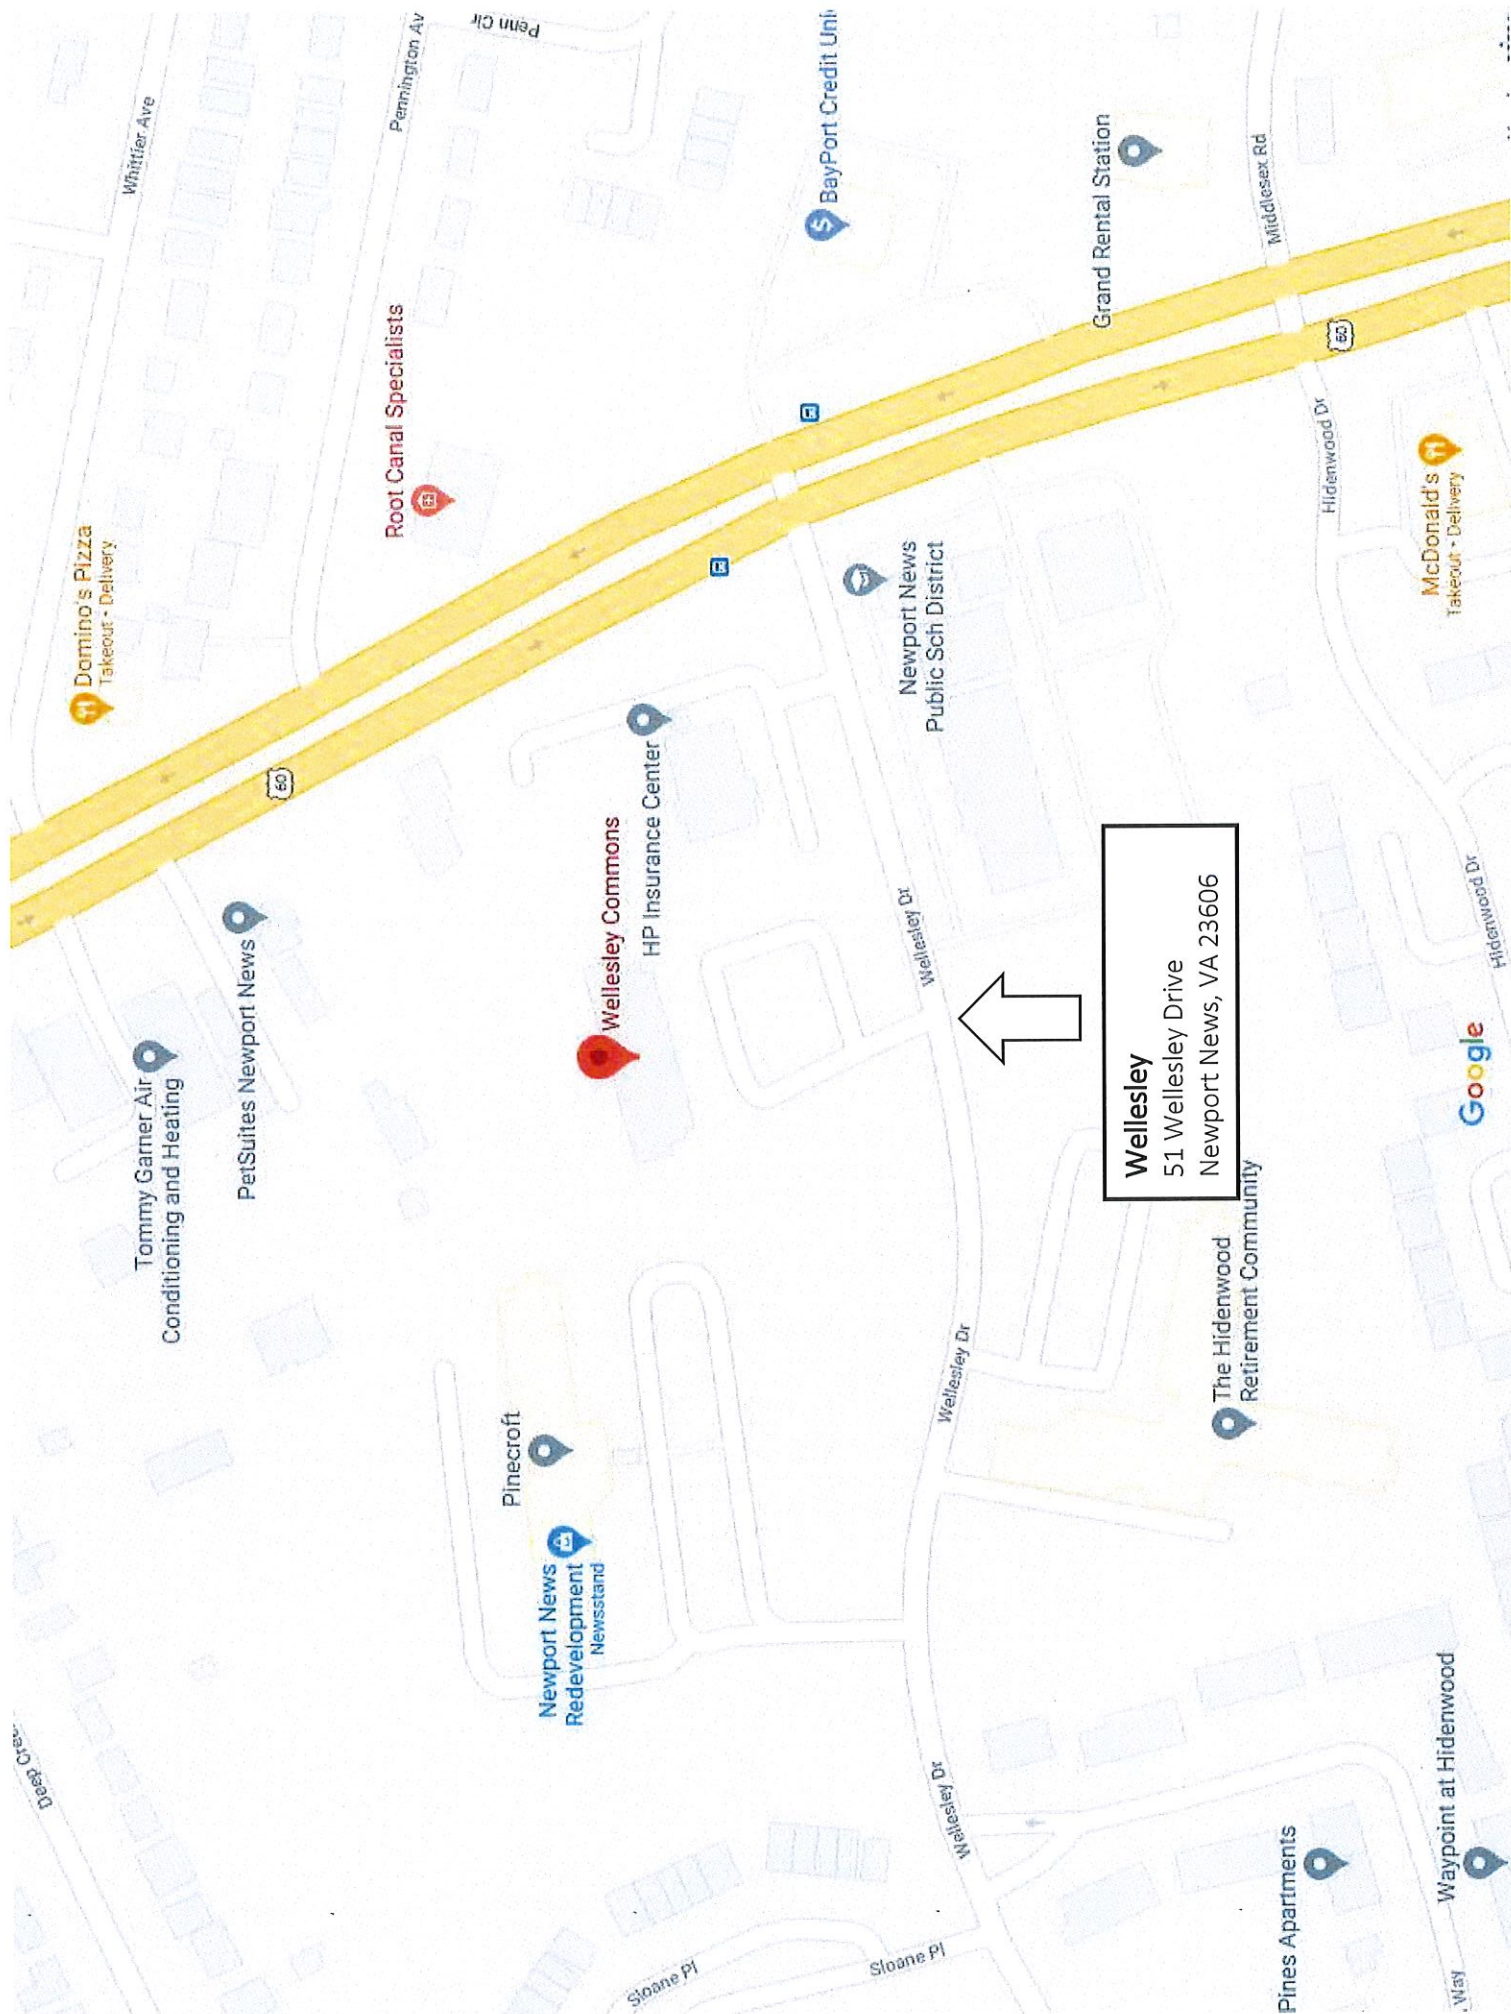 Whittier Ave
Pennington Av
Penn Cir
Domino's Pizza
Takeout • Delivery
Root Canal Specialists
BayPort Credit Uni
Grand Rental Station
Middlesex Rd
60
60
Tommy Garner Air
Conditioning and Heating
PetSuites Newport News
Wellesley Commons
HP Insurance Center
Newport News
Public Sch District
Hidenwood Dr
McDonald's
Takeout • Delivery
Wellesley Dr
Hidenwood Dr
Wellesley
51 Wellesley Drive
Newport News, VA 23606
Pinecroft
Newport News
Redevelopment
Newsstand
Wellesley Dr
The Hidenwood
Retirement Community
Google
Deep Cree
Wellesley Dr
Sloane Pl
Sloane Pl
Pines Apartments
Waypoint at Hidenwood
Way